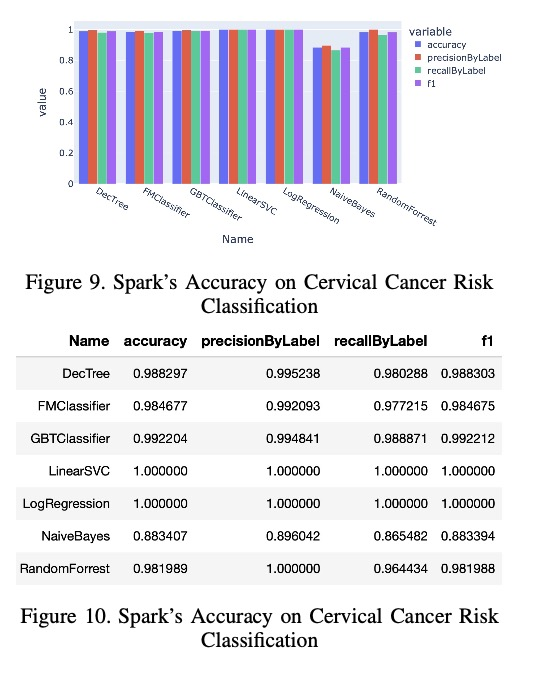 1
0.8
0.6
0.4
0.2
0
value
DecTree
FMClassifier
GBTClassifier
LinearSVC
LogRegression
NaiveBayes
RandomForrest
Name
variable
accuracy
precisionByLabel
recallByLabel
f1
Figure 9. Spark's Accuracy on Cervical Cancer Risk
Classification
Name accuracy precisionByLabel recallByLabel f1
DecTree 0.988297 0.995238 0.980288 0.988303
FMClassifier 0.984677 0.992093 0.977215 0.984675
GBTClassifier 0.992204 0.994841 0.988871 0.992212
LinearSVC 1.000000 1.000000 1.000000 1.000000
LogRegression 1.000000 1.000000 1.000000 1.000000
NaiveBayes 0.883407 0.896042 0.865482 0.883394
RandomForrest 0.981989 1.000000 0.964434 0.981988
Figure 10. Spark's Accuracy on Cervical Cancer Risk
Classification